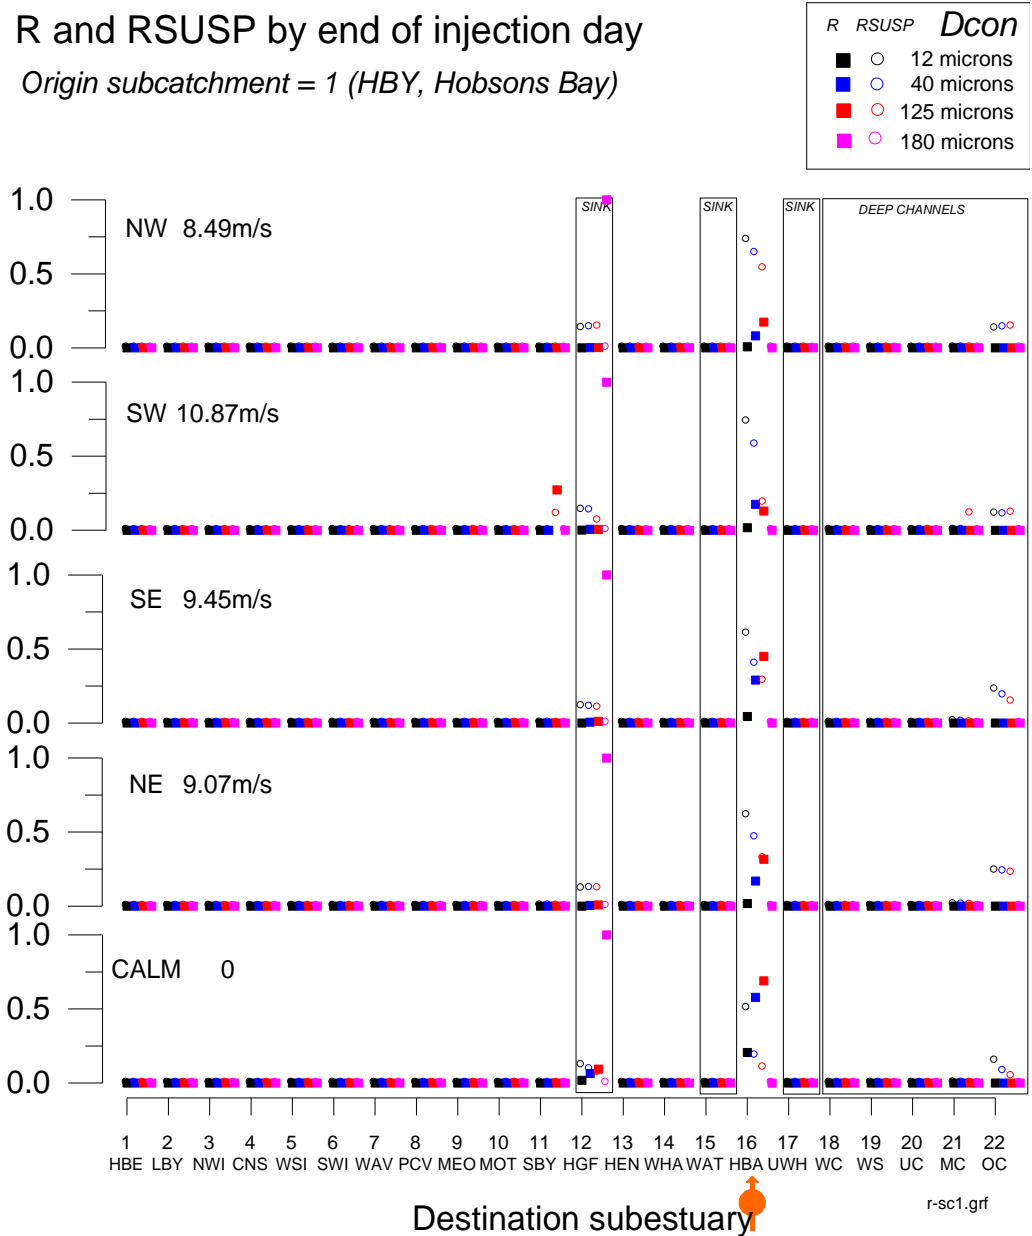 R and RSUSP by end of injection day
Origin subcatchment = 1 (HBY, Hobsons Bay)
R RSUSP Dcon
12 microns
40 microns
125 microns
180 microns
SINK SINK SINK DEEP CHANNELS
1.0
NW 8.49m/s
0.5
0.0
1.0
SW 10.87m/s
0.5
0.0
1.0
SE 9.45m/s
0.5
0.0
1.0
NE 9.07m/s
0.5
0.0
1.0
CALM 0
0.5
0.0
1 2 3 4 5 6 7 8 9 10 11 12 13 14 15 16 17 18 19 20 21 22
HBE LBY NWI CNS WSI SWI WAV PCV MEO MOT SBY HGF HEN WHA WAT HBA UWH WC WS UC MC OC
Destination subestuary
r-sc1.grf